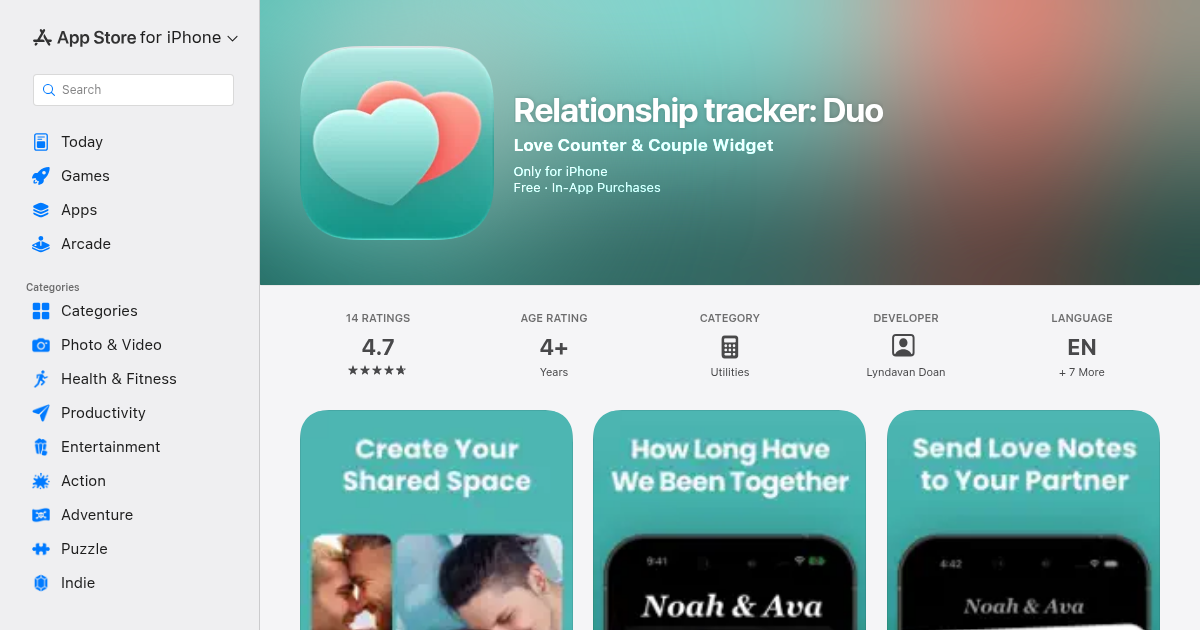 App Store for iPhone
Search
Today
Games
Apps
Arcade
Categories
Categories
Photo & Video
Health & Fitness
Productivity
Entertainment
Action
Adventure
Puzzle
Indie
Relationship tracker: Duo
Love Counter & Couple Widget
Only for iPhone
Free · In-App Purchases
14 RATINGS
4.7
★★★★★
AGE RATING
4+
Years
CATEGORY
Utilities
DEVELOPER
Lyndavan Doan
LANGUAGE
EN
+ 7 More
Create Your
Shared Space
How Long Have
We Been Together
9:41
Noah & Ava
Send Love Notes
to Your Partner
4:42
Noah & Ava